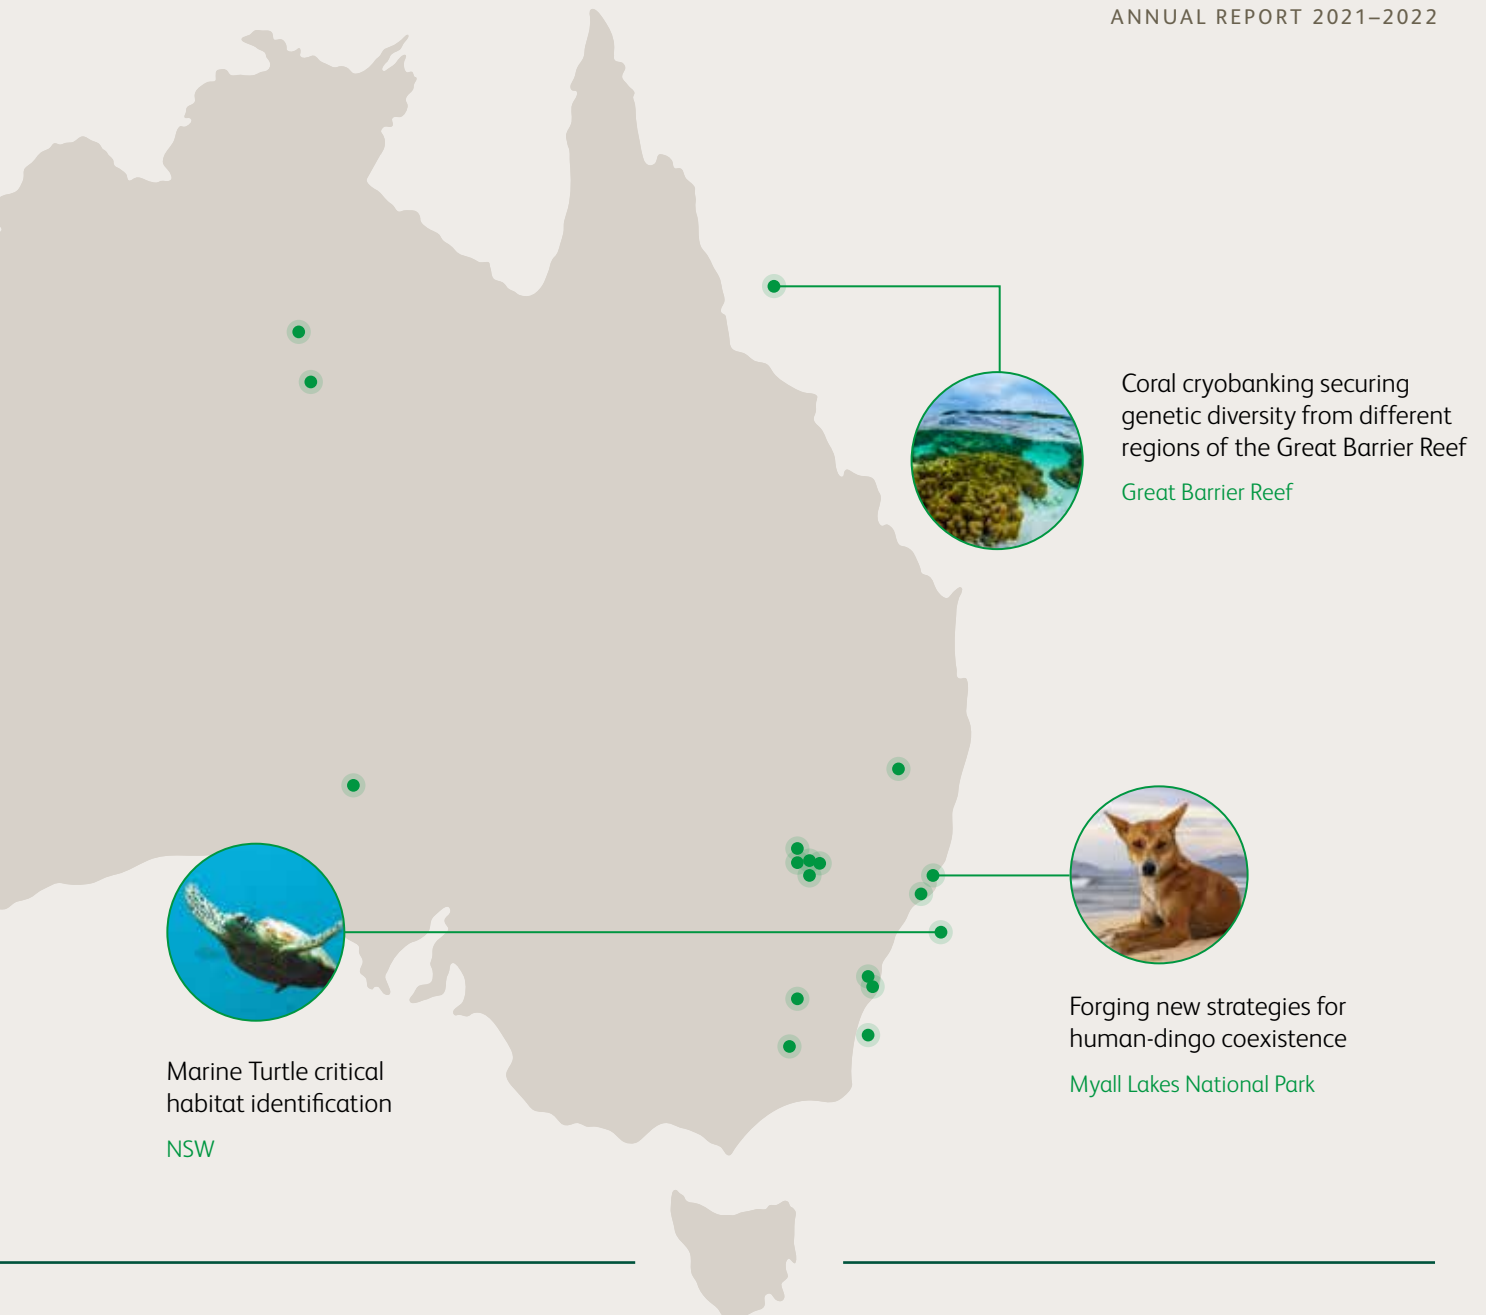 ANNUAL REPORT 2021–2022
Coral cryobanking securing
genetic diversity from different
regions of the Great Barrier Reef
Great Barrier Reef
Forging new strategies for
human-dingo coexistence
Myall Lakes National Park
Marine Turtle critical
habitat identification
NSW